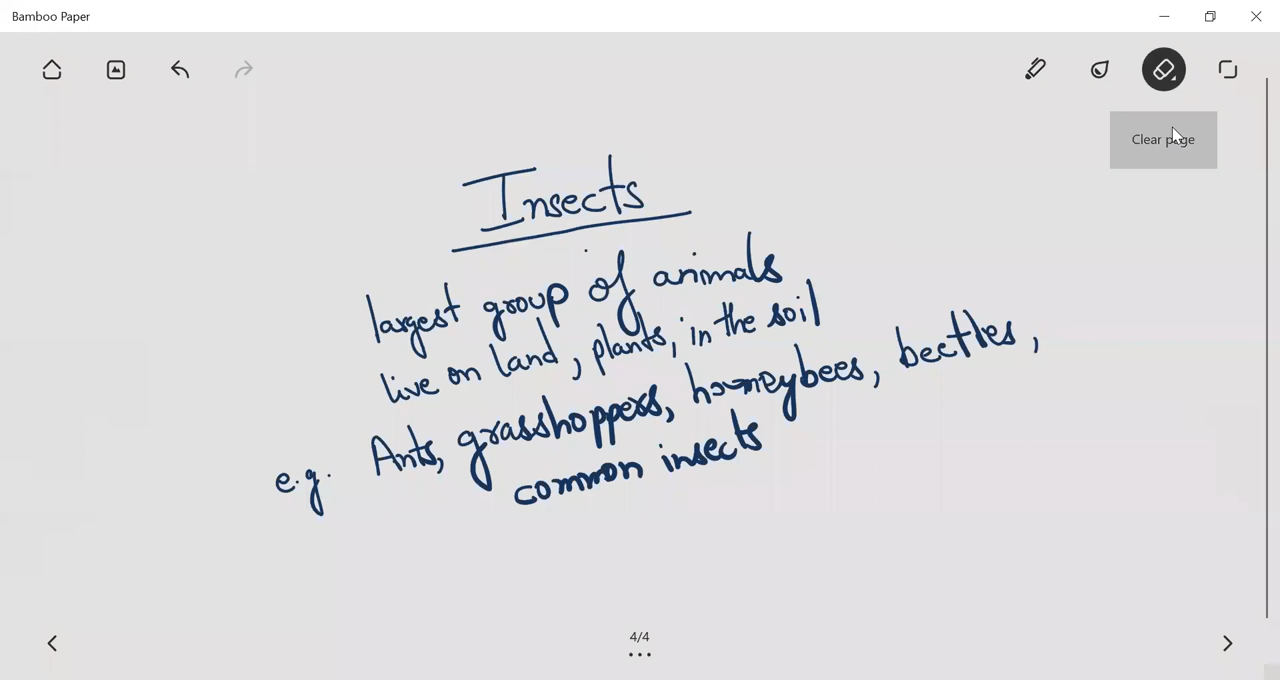 Bamboo Paper
Clear page
Insects
largest group of animals
live on land, plants, in the soil
e.g. Ants, grasshoppers, honeybees, beetles,
common insects
4/4